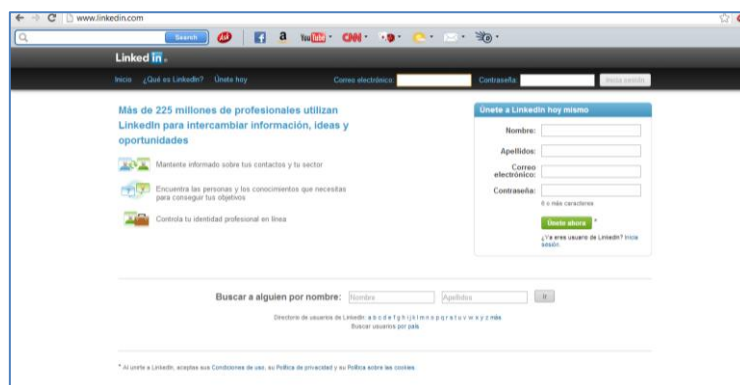 www.linkedin.com
Search Ask a You Tube CNN
Linked in
Inicio ¿Qué es LinkedIn? Únete hoy Correo electrónico: Contraseña: Inicia sesión
Más de 225 millones de profesionales utilizan
LinkedIn para intercambiar información, ideas y
oportunidades
Mantente informado sobre tus contactos y tu sector
Encuentra las personas y los conocimientos que necesitas
para conseguir tus objetivos
Controla tu identidad profesional en línea
Únete a LinkedIn hoy mismo
Nombre:
Apellidos:
Correo
electrónico:
Contraseña:
6 o más caracteres
Únete ahora *
¿Ya eres usuario de LinkedIn? Inicia
sesión.
Buscar a alguien por nombre: Nombre Apellidos Ir
Directorio de usuarios de LinkedIn: a b c d e f g h i j k l m n o p q r s t u v w x y z más
Buscar usuarios por país
* Al unirte a LinkedIn, aceptas sus Condiciones de uso, su Política de privacidad y su Política sobre las cookies.